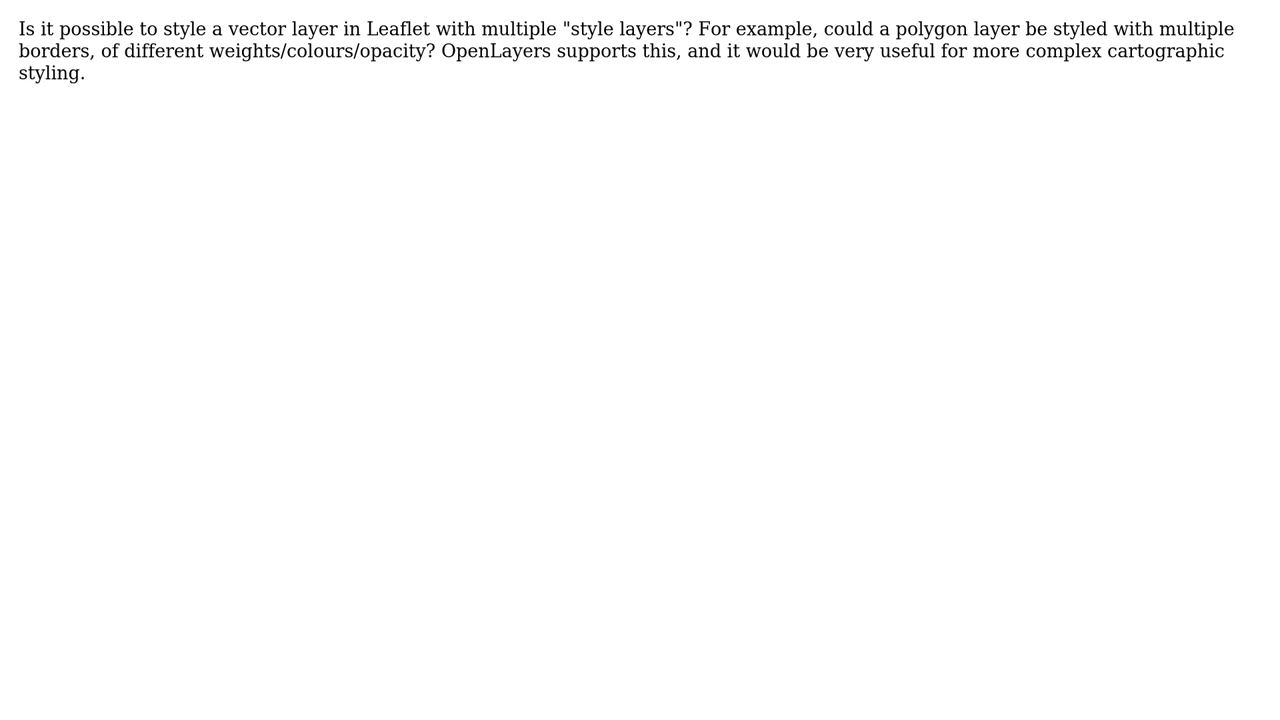 Is it possible to style a vector layer in Leaflet with multiple "style layers"? For example, could a polygon layer be styled with multiple
borders, of different weights/colours/opacity? OpenLayers supports this, and it would be very useful for more complex cartographic
styling.